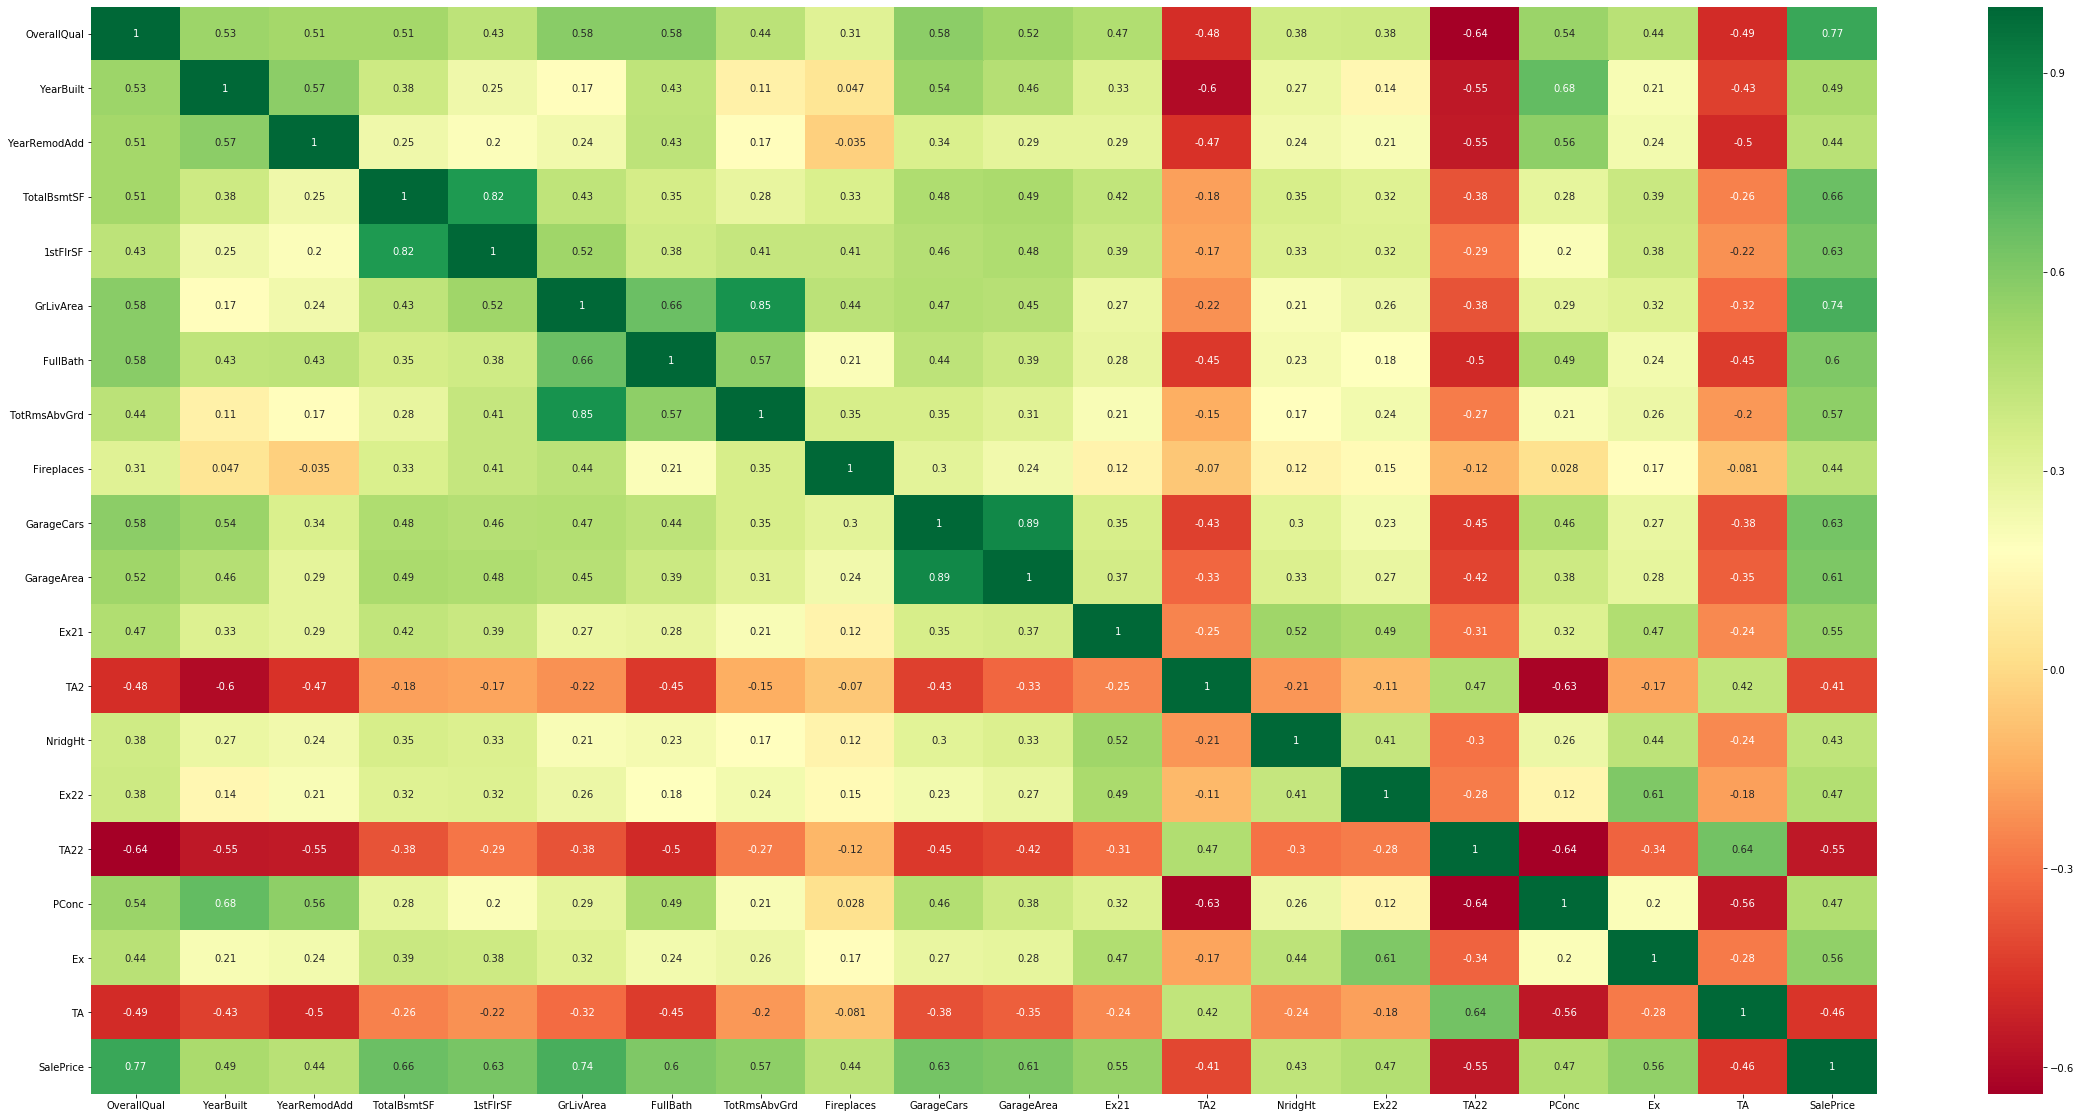 OverallQual 1 0.53 0.51 0.51 0.43 0.58 0.58 0.44 0.31 0.58 0.52 0.47 -0.48 0.38 0.38 -0.64 0.54 0.44 -0.49 0.77
YearBuilt 0.53 1 0.57 0.38 0.25 0.17 0.43 0.11 0.047 0.54 0.46 0.33 -0.6 0.27 0.14 -0.55 0.68 0.21 -0.43 0.49
YearRemodAdd 0.51 0.57 1 0.25 0.2 0.24 0.43 0.17 -0.035 0.34 0.29 0.29 -0.47 0.24 0.21 -0.55 0.56 0.24 -0.5 0.44
TotalBsmtSF 0.51 0.38 0.25 1 0.82 0.43 0.35 0.28 0.33 0.48 0.49 0.42 -0.18 0.35 0.32 -0.38 0.28 0.39 -0.26 0.66
1stFlrSF 0.43 0.25 0.2 0.82 1 0.52 0.38 0.41 0.41 0.46 0.48 0.39 -0.17 0.33 0.32 -0.29 0.2 0.38 -0.22 0.63
GrLivArea 0.58 0.17 0.24 0.43 0.52 1 0.66 0.85 0.44 0.47 0.45 0.27 -0.22 0.21 0.26 -0.38 0.29 0.32 -0.32 0.74
FullBath 0.58 0.43 0.43 0.35 0.38 0.66 1 0.57 0.21 0.44 0.39 0.28 -0.45 0.23 0.18 -0.5 0.49 0.24 -0.45 0.6
TotRmsAbvGrd 0.44 0.11 0.17 0.28 0.41 0.85 0.57 1 0.35 0.35 0.31 0.21 -0.15 0.17 0.24 -0.27 0.21 0.26 -0.2 0.57
Fireplaces 0.31 0.047 -0.035 0.33 0.41 0.44 0.21 0.35 1 0.3 0.24 0.12 -0.07 0.12 0.15 -0.12 0.028 0.17 -0.081 0.44
GarageCars 0.58 0.54 0.34 0.48 0.46 0.47 0.44 0.35 0.3 1 0.89 0.35 -0.43 0.3 0.23 -0.45 0.46 0.27 -0.38 0.63
GarageArea 0.52 0.46 0.29 0.49 0.48 0.45 0.39 0.31 0.24 0.89 1 0.37 -0.33 0.33 0.27 -0.42 0.38 0.28 -0.35 0.61
Ex21 0.47 0.33 0.29 0.42 0.39 0.27 0.28 0.21 0.12 0.35 0.37 1 -0.25 0.52 0.49 -0.31 0.32 0.47 -0.24 0.55
TA2 -0.48 -0.6 -0.47 -0.18 -0.17 -0.22 -0.45 -0.15 -0.07 -0.43 -0.33 -0.25 1 -0.21 -0.11 0.47 -0.63 -0.17 0.42 -0.41
NridgHt 0.38 0.27 0.24 0.35 0.33 0.21 0.23 0.17 0.12 0.3 0.33 0.52 -0.21 1 0.41 -0.3 0.26 0.44 -0.24 0.43
Ex22 0.38 0.14 0.21 0.32 0.32 0.26 0.18 0.24 0.15 0.23 0.27 0.49 -0.11 0.41 1 -0.28 0.12 0.61 -0.18 0.47
TA22 -0.64 -0.55 -0.55 -0.38 -0.29 -0.38 -0.5 -0.27 -0.12 -0.45 -0.42 -0.31 0.47 -0.3 -0.28 1 -0.64 -0.34 0.64 -0.55
PConc 0.54 0.68 0.56 0.28 0.2 0.29 0.49 0.21 0.028 0.46 0.38 0.32 -0.63 0.26 0.12 -0.64 1 0.2 -0.56 0.47
Ex 0.44 0.21 0.24 0.39 0.38 0.32 0.24 0.26 0.17 0.27 0.28 0.47 -0.17 0.44 0.61 -0.34 0.2 1 -0.28 0.56
TA -0.49 -0.43 -0.5 -0.26 -0.22 -0.32 -0.45 -0.2 -0.081 -0.38 -0.35 -0.24 0.42 -0.24 -0.18 0.64 -0.56 -0.28 1 -0.46
SalePrice 0.77 0.49 0.44 0.66 0.63 0.74 0.6 0.57 0.44 0.63 0.61 0.55 -0.41 0.43 0.47 -0.55 0.47 0.56 -0.46 1
OverallQual YearBuilt YearRemodAdd TotalBsmtSF 1stFlrSF GrLivArea FullBath TotRmsAbvGrd Fireplaces GarageCars GarageArea Ex21 TA2 NridgHt Ex22 TA22 PConc Ex TA SalePrice
0.9
0.6
0.3
0.0
−0.3
−0.6